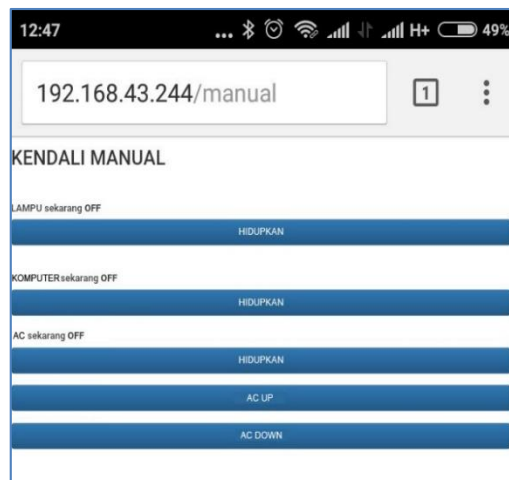 12:47 ... H+ 49%
192.168.43.244/manual 1
KENDALI MANUAL
LAMPU sekarang OFF
HIDUPKAN
KOMPUTER sekarang OFF
HIDUPKAN
AC sekarang OFF
HIDUPKAN
AC UP
AC DOWN